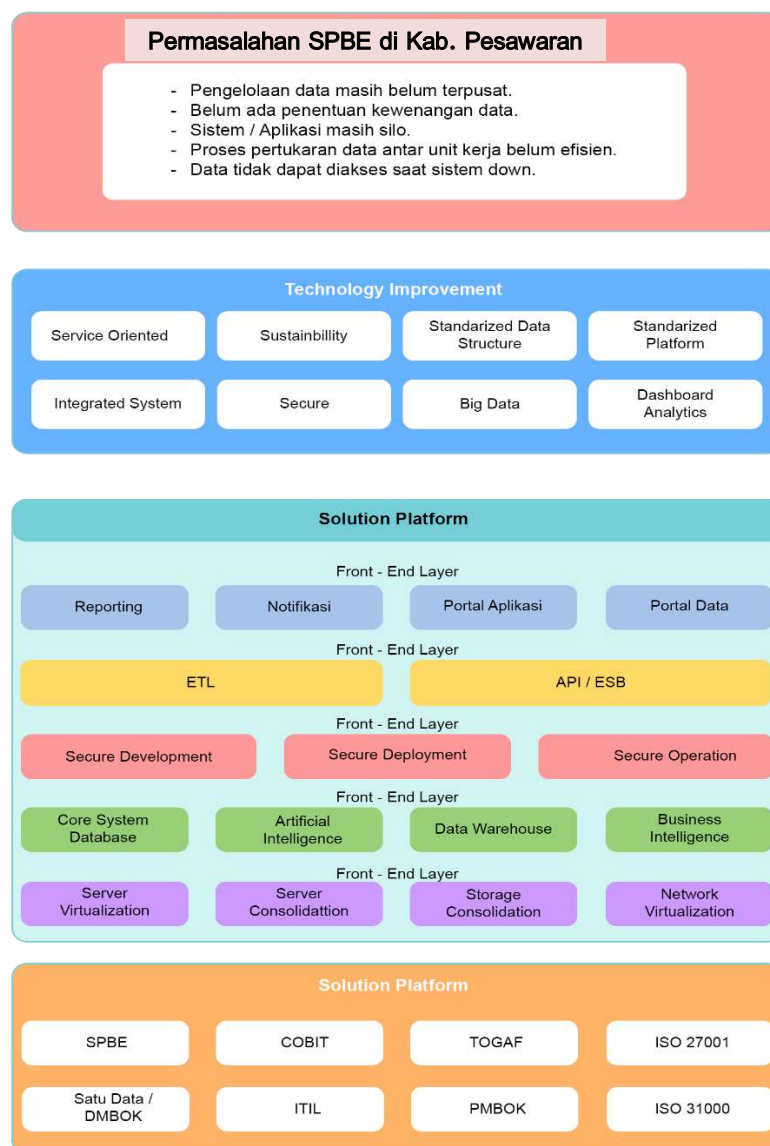 Permasalahan SPBE di Kab. Pesawaran
- Pengelolaan data masih belum terpusat.
- Belum ada penentuan kewenangan data.
- Sistem / Aplikasi masih silo.
- Proses pertukaran data antar unit kerja belum efisien.
- Data tidak dapat diakses saat sistem down.
Technology Improvement
Service Oriented
Sustainbillity
Standarized Data
Structure
Standarized
Platform
Integrated System
Secure
Big Data
Dashboard
Analytics
Solution Platform
Front - End Layer
Reporting
Notifikasi
Portal Aplikasi
Portal Data
Front - End Layer
ETL
API / ESB
Front - End Layer
Secure Development
Secure Deployment
Secure Operation
Front - End Layer
Core System
Database
Artificial
Intelligence
Data Warehouse
Business
Intelligence
Front - End Layer
Server
Virtualization
Server
Consolidattion
Storage
Consolidation
Network
Virtualization
Solution Platform
SPBE
COBIT
TOGAF
ISO 27001
Satu Data /
DMBOK
ITIL
PMBOK
ISO 31000